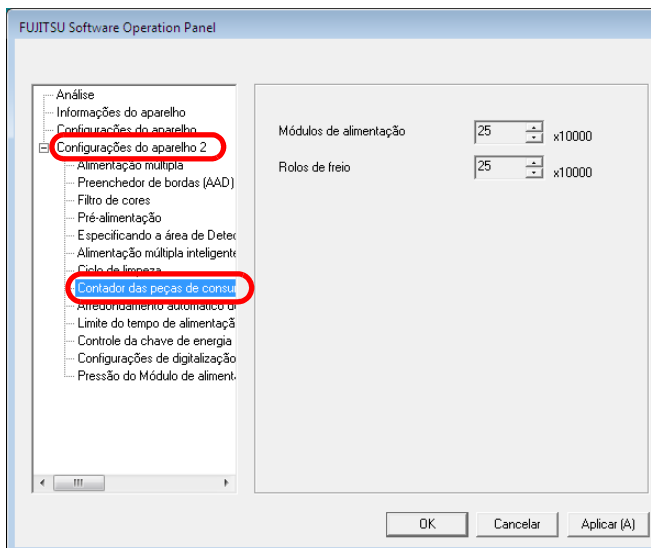 FUJITSU Software Operation Panel
Análise
Informações do aparelho
Configurações do aparelho
Configurações do aparelho 2
Alimentação múltipla
Preenchedor de bordas (AAD)
Filtro de cores
Pré-alimentação
Especificando a área de Detec
Alimentação múltipla inteligente
Ciclo de limpeza
Contador das peças de consu
Arredondamento automático d
Limite do tempo de alimentaçã
Controle da chave de energia
Configurações de digitalização
Pressão do Módulo de aliment
Módulos de alimentação 25 x10000
Rolos de freio 25 x10000
OK Cancelar Aplicar (A)